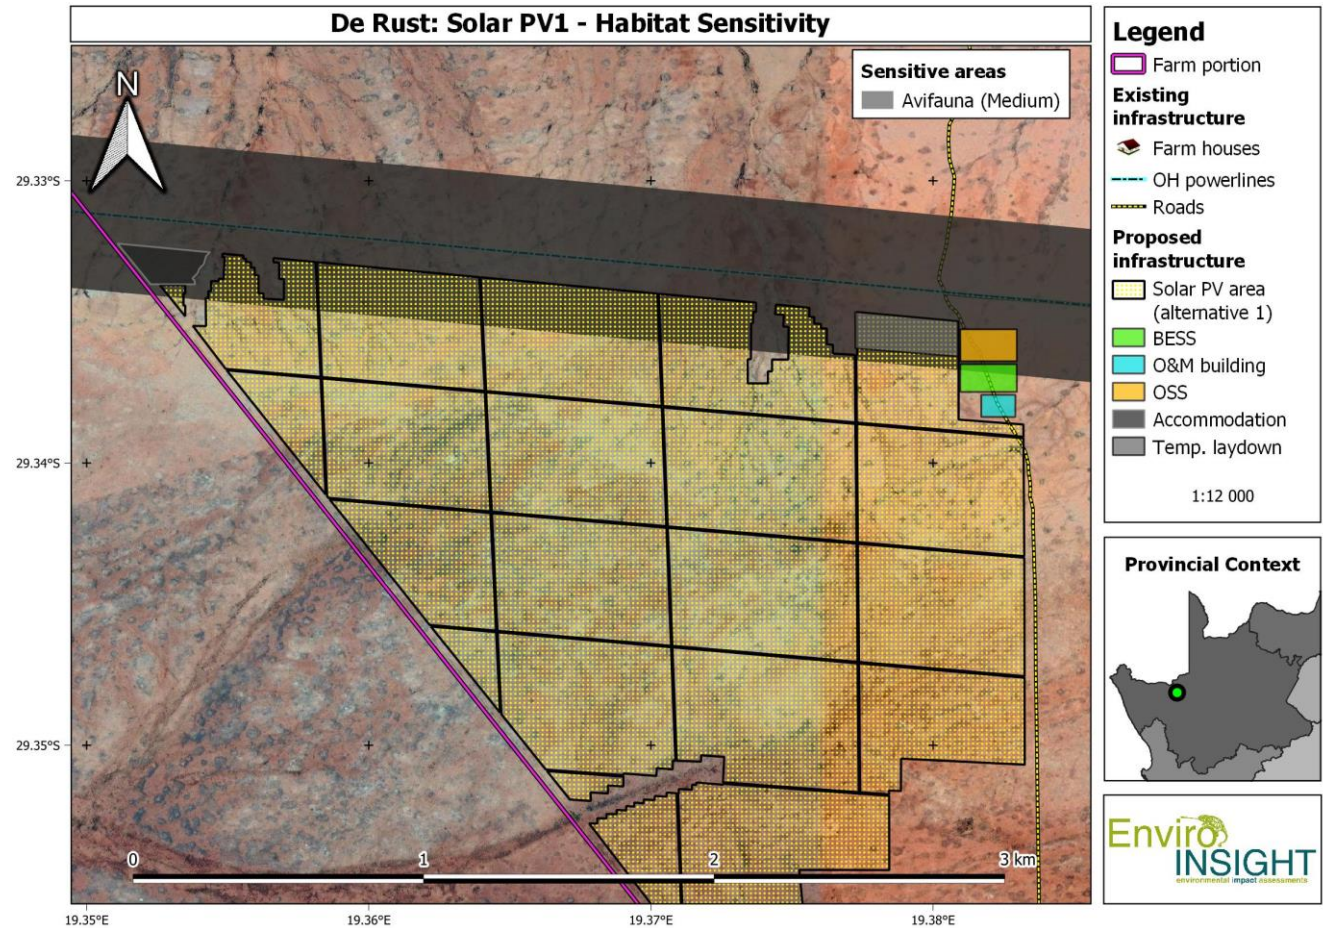 De Rust: Solar PV1 - Habitat Sensitivity
N
Sensitive areas
Avifauna (Medium)
29.33°S
29.34°S
29.35°S
0
1
2
3 km
19.35°E
19.36°E
19.37°E
19.38°E
Legend
Farm portion
Existing
infrastructure
Farm houses
OH powerlines
Roads
Proposed
infrastructure
Solar PV area
(alternative 1)
BESS
O&M building
OSS
Accommodation
Temp. laydown
1:12 000
Provincial Context
Enviro
INSIGHT
environmental impact assessments